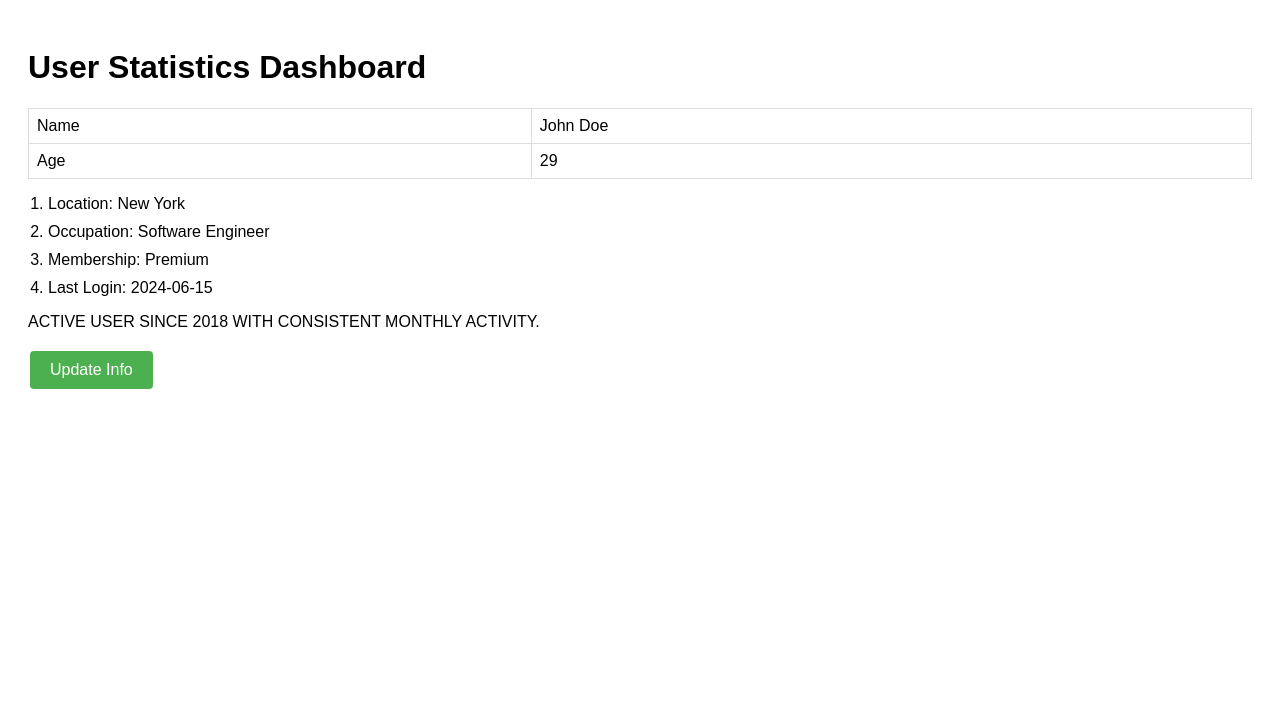 User Statistics Dashboard
Name John Doe
Age 29
1. Location: New York
2. Occupation: Software Engineer
3. Membership: Premium
4. Last Login: 2024-06-15
ACTIVE USER SINCE 2018 WITH CONSISTENT MONTHLY ACTIVITY.
Update Info